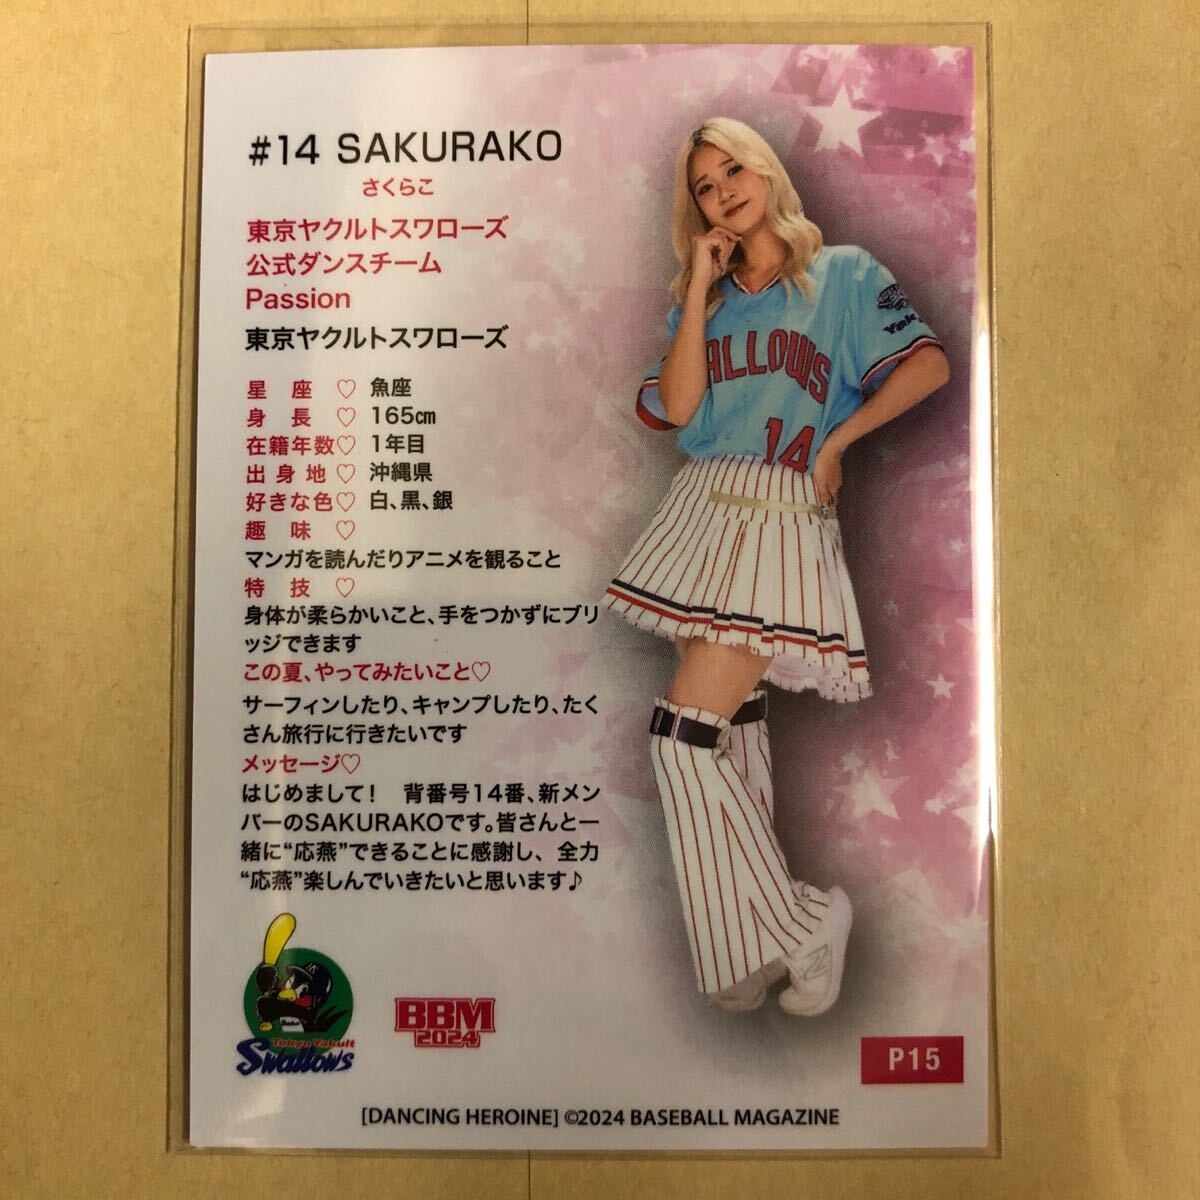 #14 SAKURAKO
さくらこ
東京ヤクルトスワローズ
公式ダンスチーム
Passion
東京ヤクルトスワローズ
星座♡ 魚座
身長♡ 165㎝
在籍年数♡ 1年目
出身地♡ 沖縄県
好きな色♡ 白、黒、銀
趣味♡
マンガを読んだりアニメを観ること
特技♡
身体が柔らかいこと、手をつかずにブリ
ッジできます
この夏、やってみたいこと♡
サーフィンしたり、キャンプしたり、たく
さん旅行に行きたいです
メッセージ♡
はじめまして! 背番号14番、新メン
バーのSAKURAKOです。皆さんと一
緒に“応燕”できることに感謝し、全力
“応燕”楽しんでいきたいと思います♪
ALLOWS
14
Yak
Tokyo Yakult
Swallows
BBM
2024
P15
[DANCING HEROINE] ©2024 BASEBALL MAGAZINE